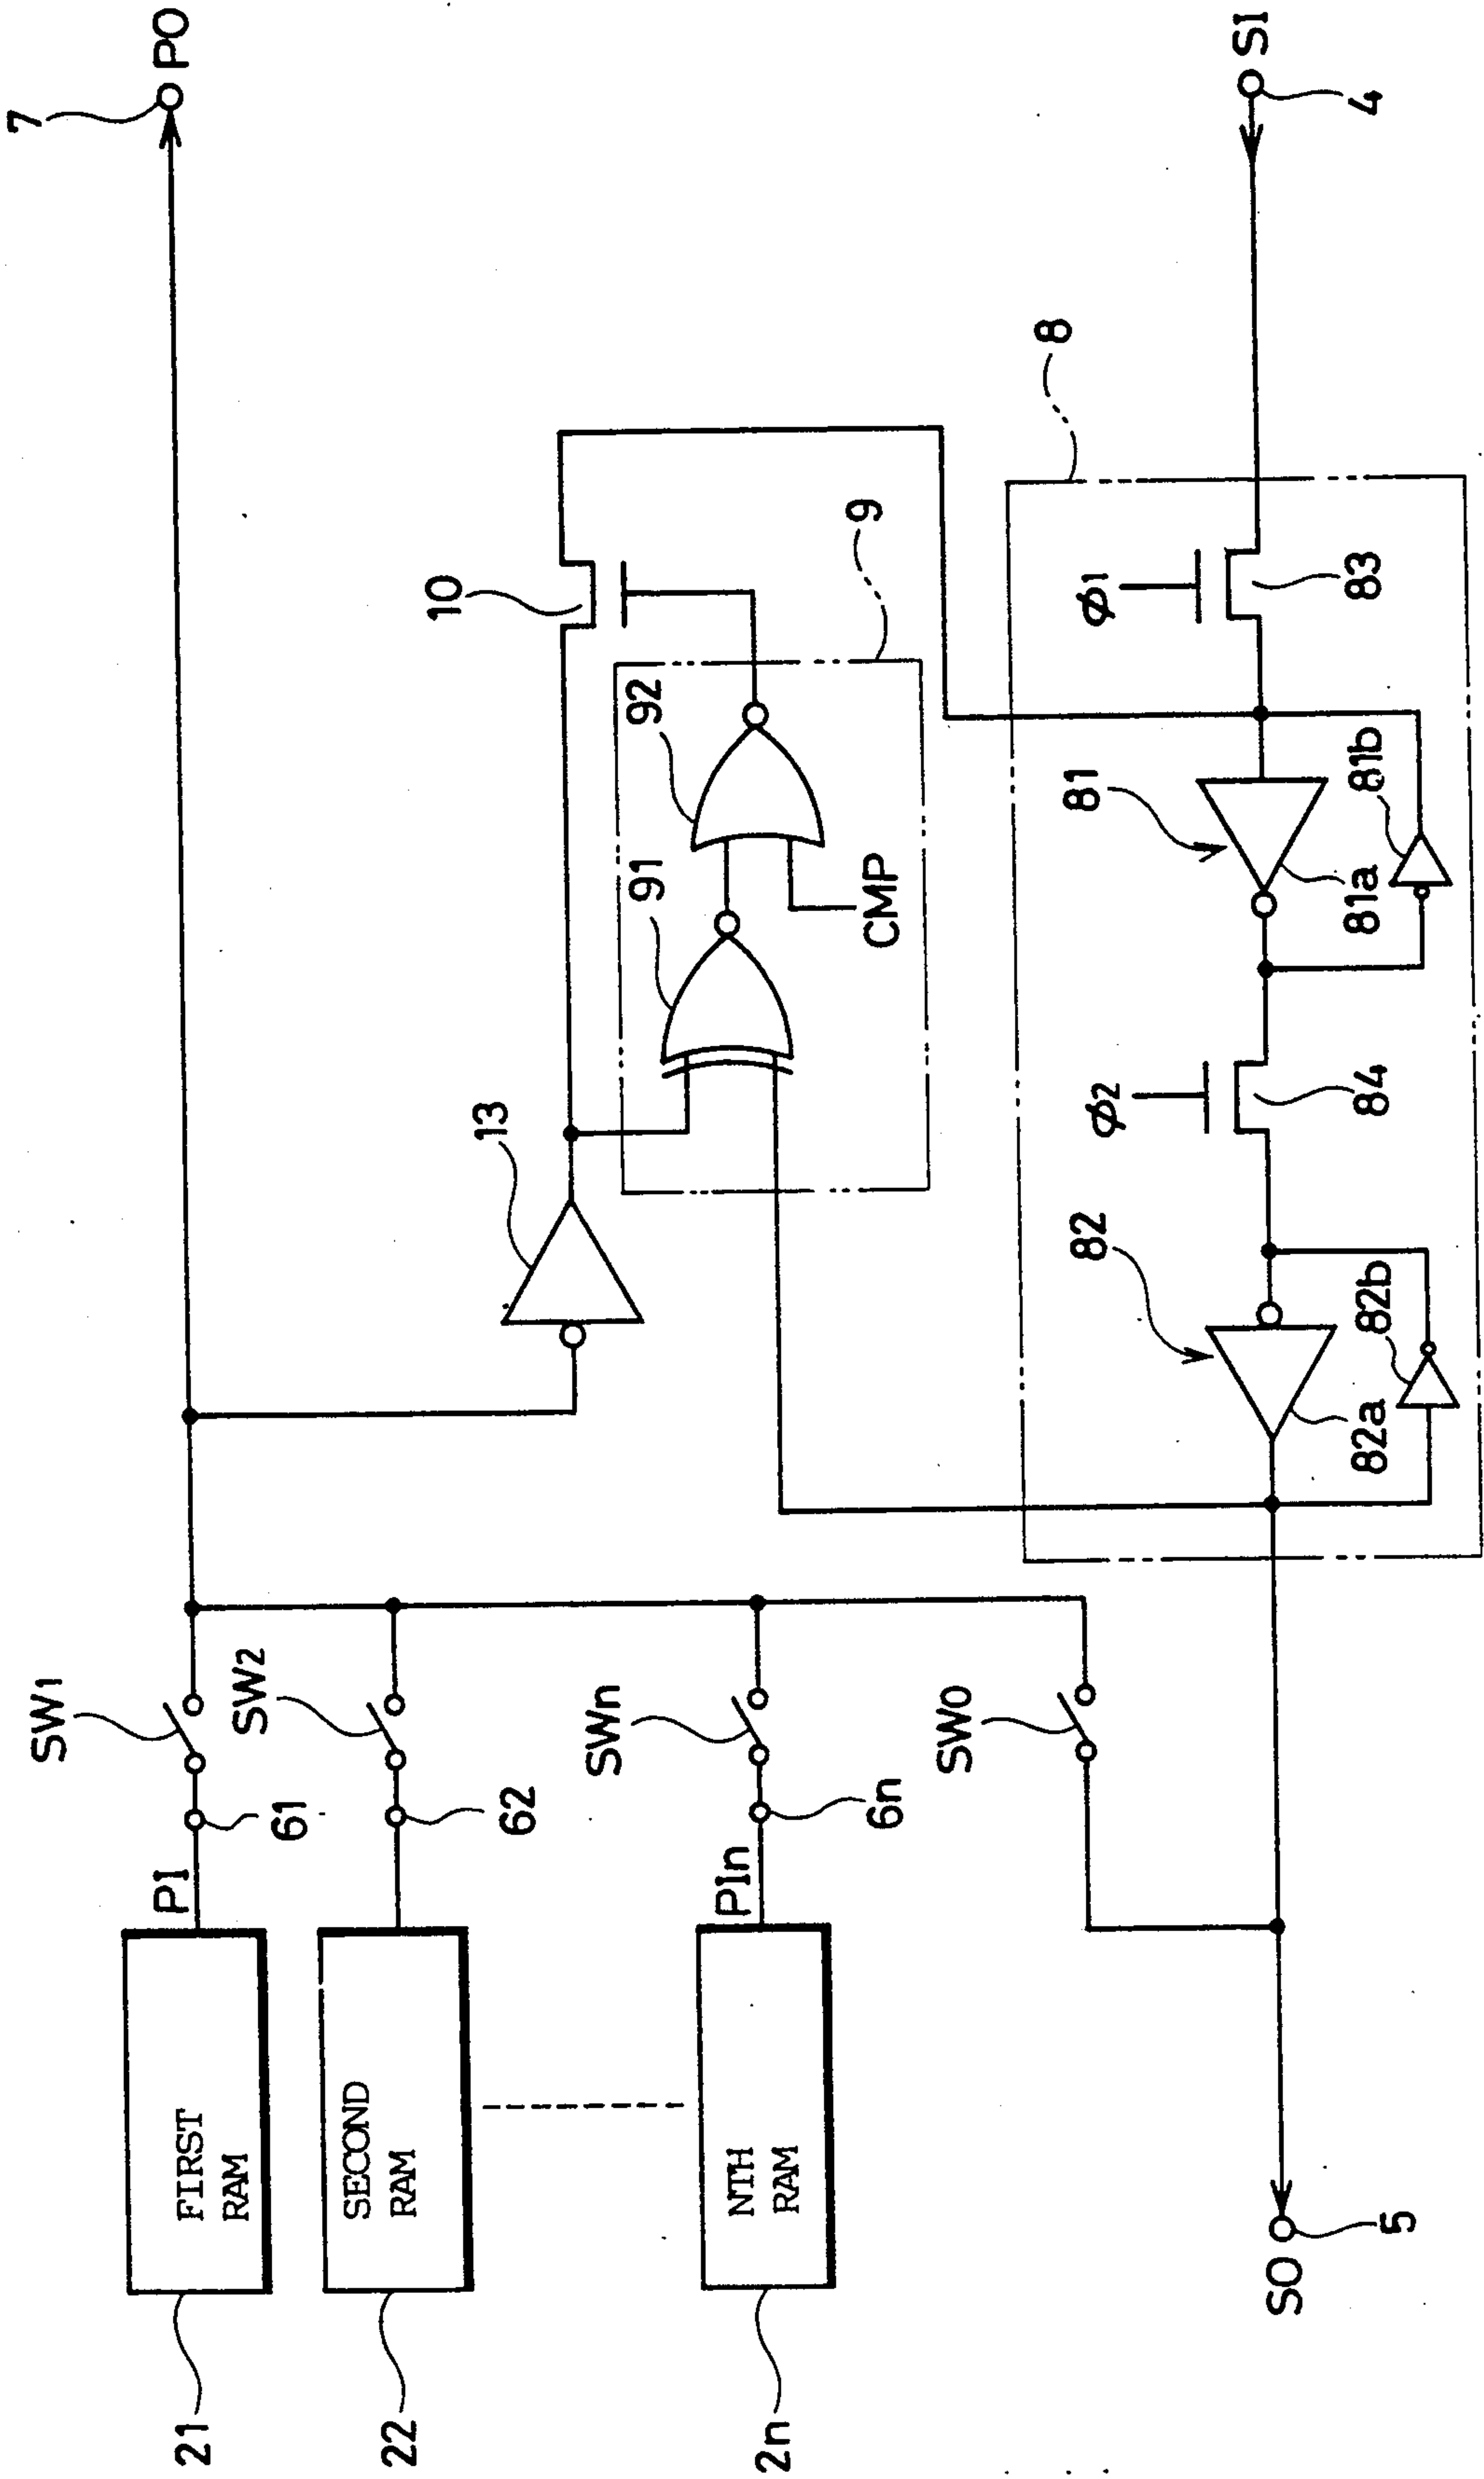 21
FIRST
RAM
PI
61
SW1
7
PO
22
SECOND
RAM
62
SW2
13
10
91
92
9
CMP
2n
NTH
RAM
PIn
6n
SWn
SW0
8
82
ϕ2
81
ϕ1
82a
82b
84
81a
81b
83
SO
5
SI
4